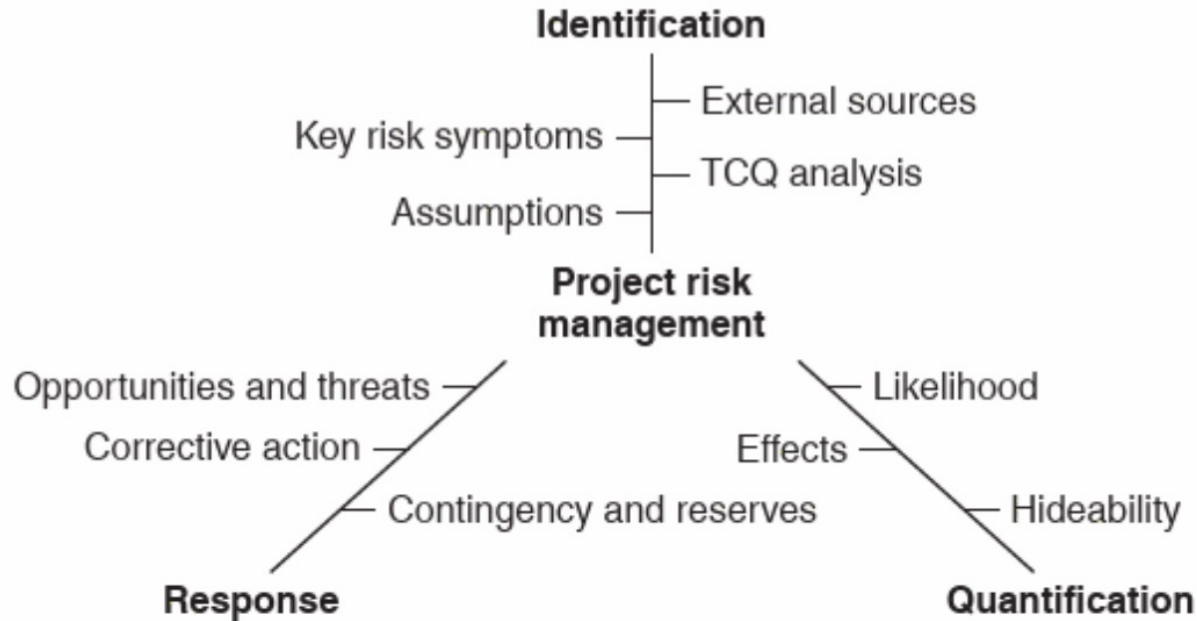 Identification
External sources
Key risk symptoms
TCQ analysis
Assumptions
Project risk
management
Opportunities and threats
Likelihood
Corrective action
Effects
Contingency and reserves
Hideability
Response
Quantification